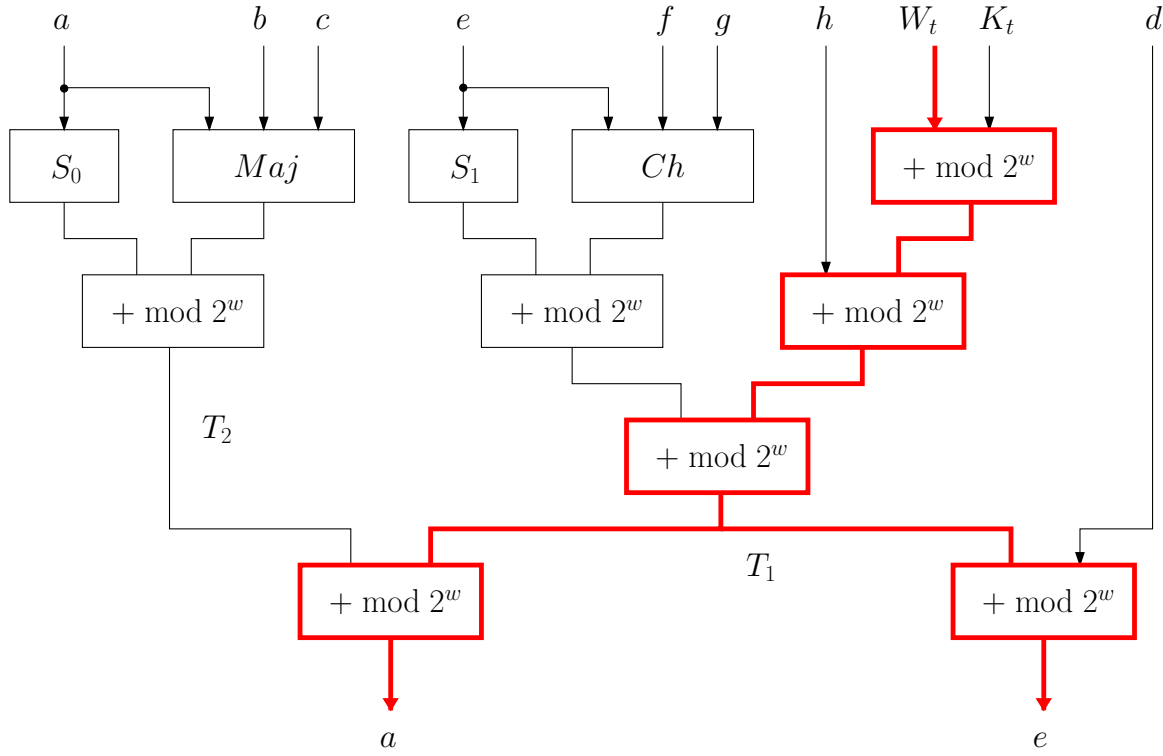 a b c e f g h W_t K_t d
S_0 Maj S_1 Ch + mod 2^w
+ mod 2^w + mod 2^w + mod 2^w
T_2 + mod 2^w
T_1
+ mod 2^w + mod 2^w
a e